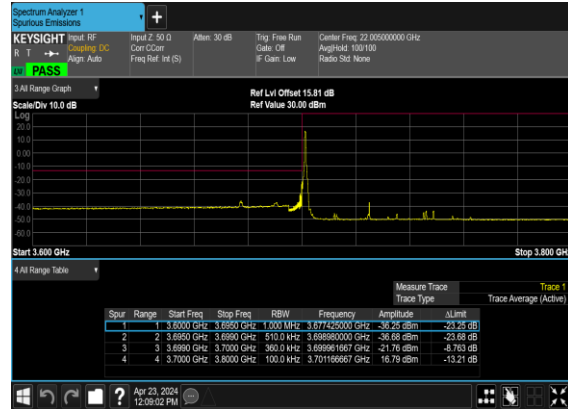 Spectrum Analyzer 1
Spurious Emissions
KEYSIGHT Input: RF Input Z: 50 Ω Atten: 30 dB Trig: Free Run Center Freq: 22.005000000 GHz
R T Coupling: DC Corr CCorr Gate: Off Avg|Hold: 100/100
Align: Auto Freq Ref: Int (S) IF Gain: Low Radio Std: None
PASS
3 All Range Graph
Ref Lvl Offset 15.81 dB
Scale/Div 10.0 dB Ref Value 30.00 dBm
Log
20.0
10.0
0.00
-10.0
-20.0
-30.0
-40.0
-50.0
-60.0
Start 3.600 GHz Stop 3.800 GHz
4 All Range Table
Measure Trace Trace 1
Trace Type Trace Average (Active)
Spur Range Start Freq Stop Freq RBW Frequency Amplitude ΔLimit
1 1 3.6000 GHz 3.6950 GHz 1.000 MHz 3.677425000 GHz -36.25 dBm -23.25 dB
2 2 3.6950 GHz 3.6990 GHz 510.0 kHz 3.698980000 GHz -36.68 dBm -23.68 dB
3 3 3.6990 GHz 3.7000 GHz 360.0 kHz 3.699961667 GHz -21.76 dBm -8.763 dB
4 4 3.7000 GHz 3.8000 GHz 100.0 kHz 3.701166667 GHz 16.79 dBm -13.21 dB
Apr 23, 2024
12:09:02 PM